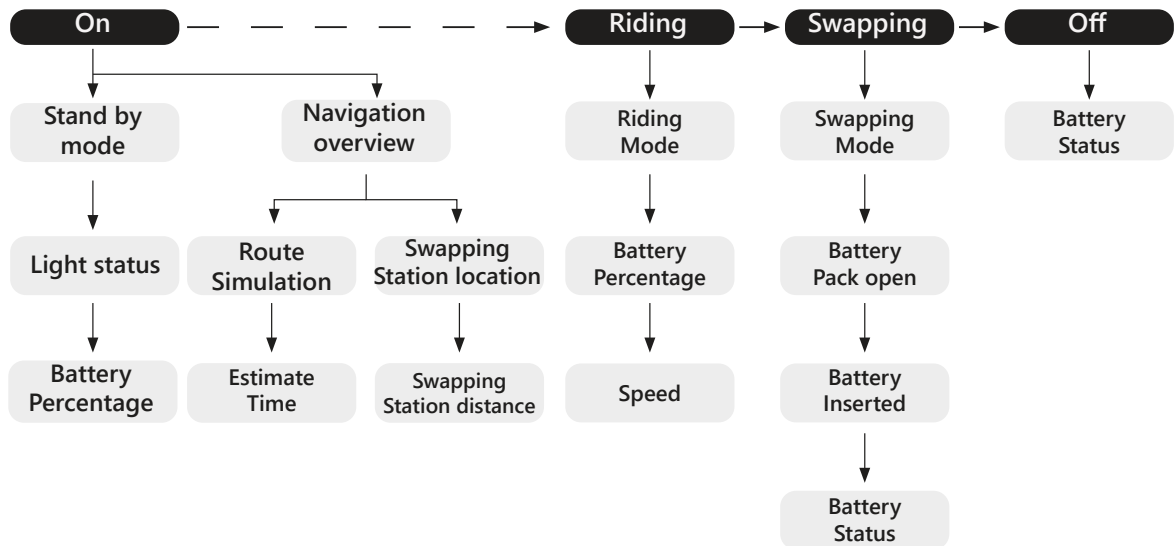 On
Riding
Swapping
Off
Stand by
mode
Navigation
overview
Riding
Mode
Swapping
Mode
Battery
Status
Light status
Route
Simulation
Swapping
Station location
Battery
Percentage
Battery
Pack open
Battery
Percentage
Estimate
Time
Swapping
Station distance
Speed
Battery
Inserted
Battery
Status